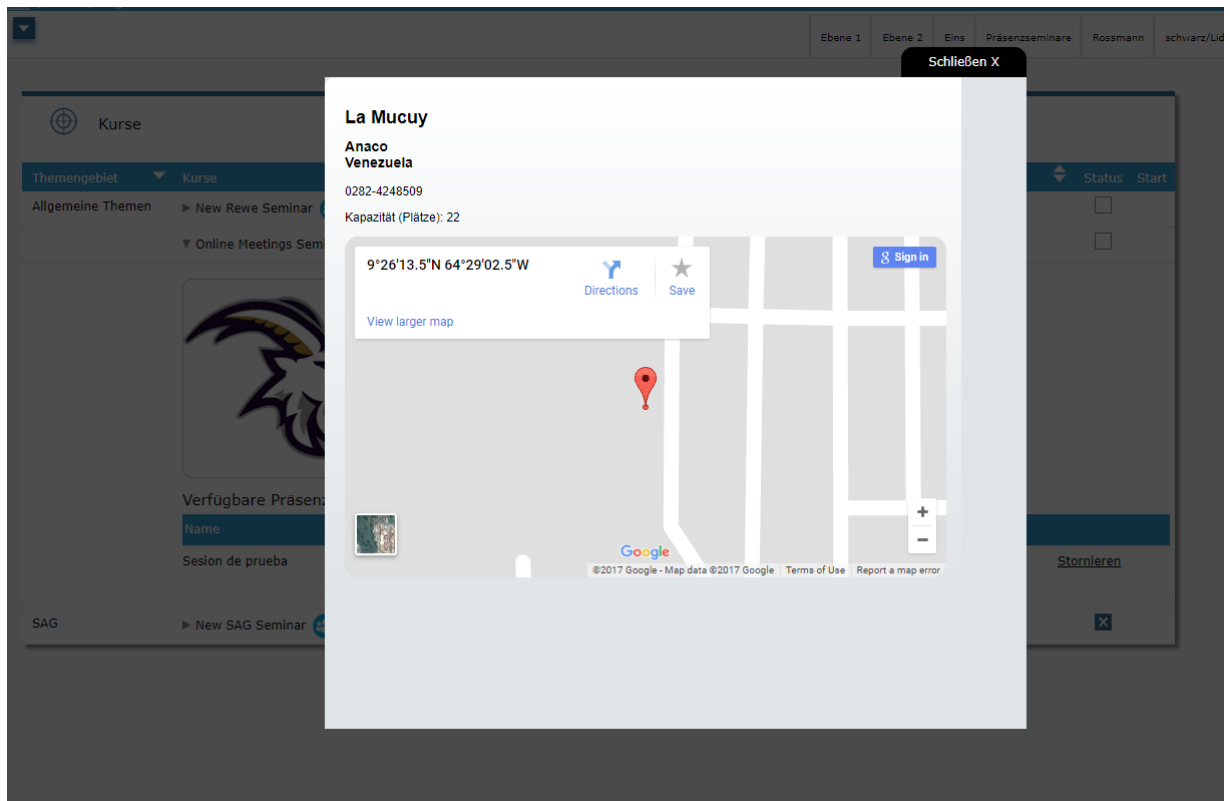 Ebene 1 Ebene 2 Eins Präsenzseminare Rossmann schwarz/Lid
Schließen X
Kurse
Themengebiet Kurse Status Start
Allgemeine Themen New Rewe Seminar
Online Meetings Sem
Verfügbare Präsenz
Name
Sesion de prueba Stornieren
SAG New SAG Seminar
La Mucuy
Anaco
Venezuela
0282-4248509
Kapazität (Plätze): 22
9°26'13.5"N 64°29'02.5"W
Directions Save
View larger map
8 Sign in
+
−
Google
©2017 Google - Map data ©2017 Google Terms of Use Report a map error